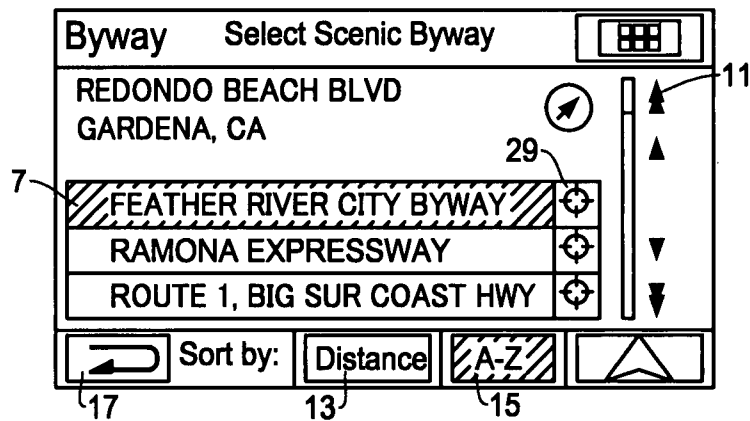 Byway Select Scenic Byway
11
REDONDO BEACH BLVD
GARDENA, CA
29
7
FEATHER RIVER CITY BYWAY
RAMONA EXPRESSWAY
ROUTE 1, BIG SUR COAST HWY
Sort by: Distance A-Z
17 13 15